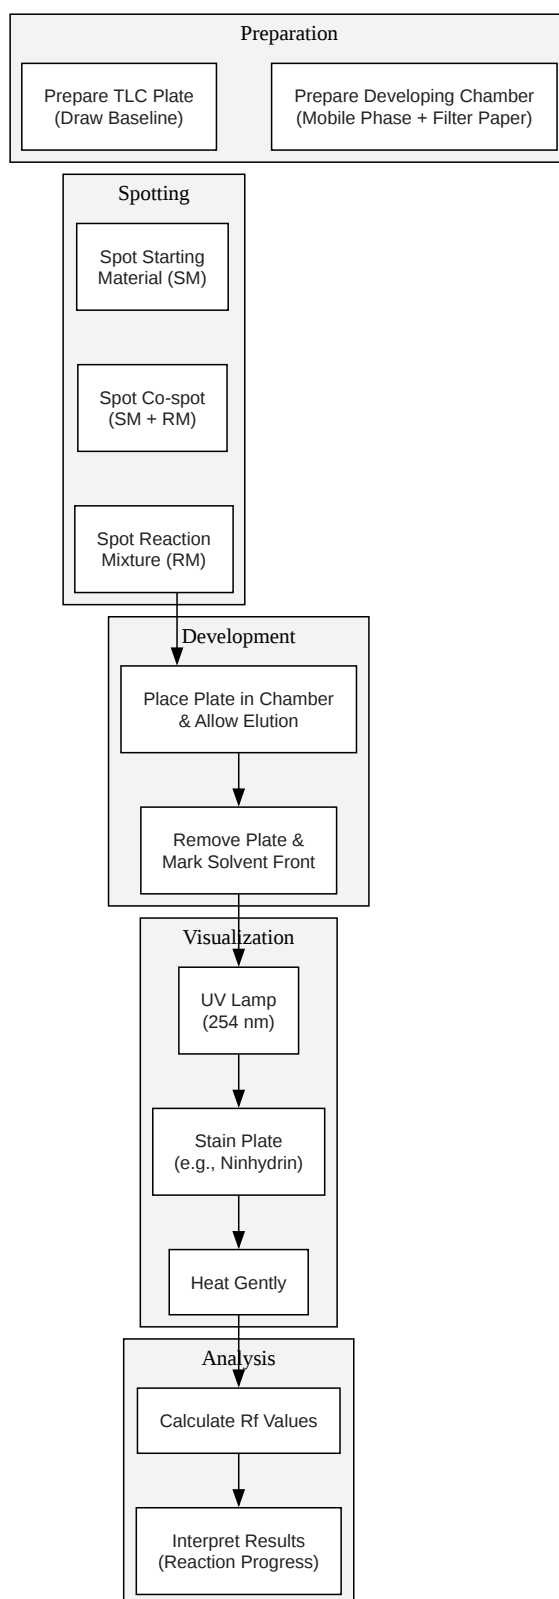 Preparation
Prepare TLC Plate
(Draw Baseline)
Prepare Developing Chamber
(Mobile Phase + Filter Paper)
Spotting
Spot Starting
Material (SM)
Spot Co-spot
(SM + RM)
Spot Reaction
Mixture (RM)
Development
Place Plate in Chamber
& Allow Elution
Remove Plate &
Mark Solvent Front
Visualization
UV Lamp
(254 nm)
Stain Plate
(e.g., Ninhydrin)
Heat Gently
Analysis
Calculate Rf Values
Interpret Results
(Reaction Progress)